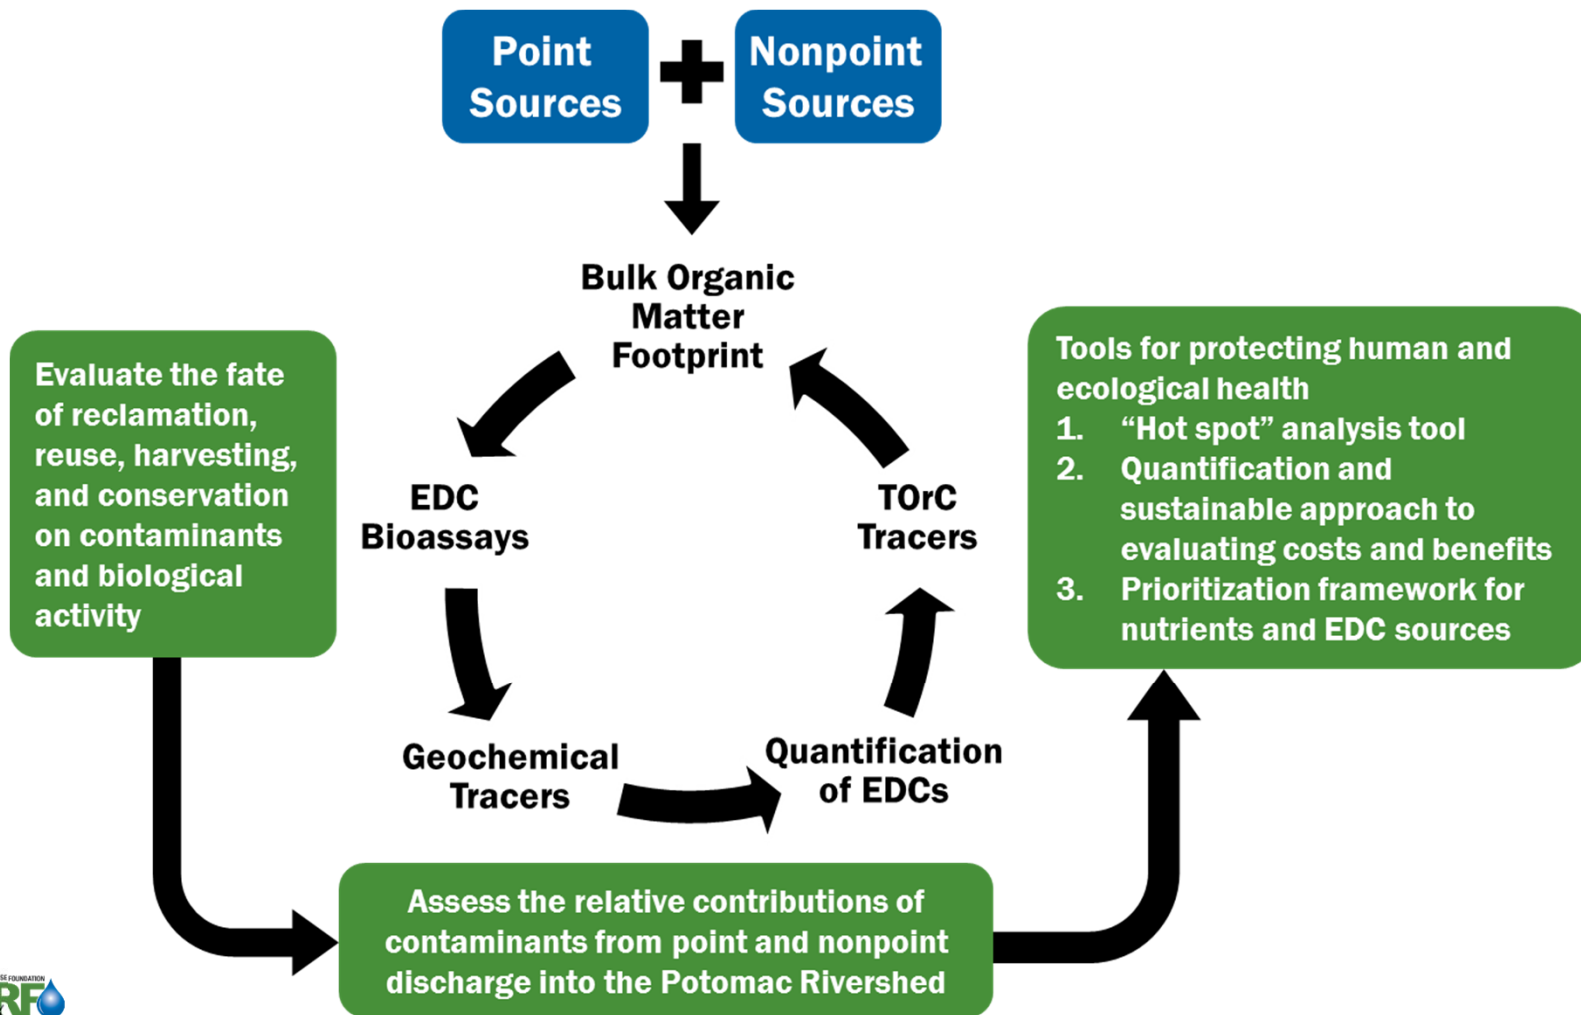 Point
Sources
Nonpoint
Sources
Bulk Organic
Matter
Footprint
EDC
Bioassays
TOrC
Tracers
Geochemical
Tracers
Quantification
of EDCs
Evaluate the fate
of reclamation,
reuse, harvesting,
and conservation
on contaminants
and biological
activity
Tools for protecting human and
ecological health
1. “Hot spot” analysis tool
2. Quantification and
sustainable approach to
evaluating costs and benefits
3. Prioritization framework for
nutrients and EDC sources
Assess the relative contributions of
contaminants from point and nonpoint
discharge into the Potomac Rivershed
SE FOUNDATION
RF